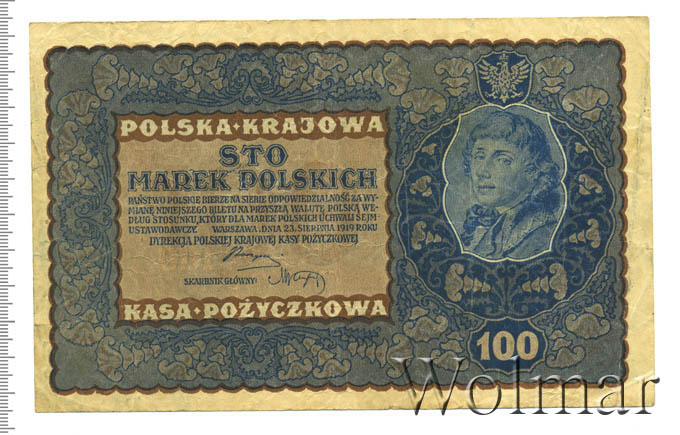 POLSKA·KRAJOWA
STO
MAREK POLSKICH
PAŃSTWO POLSKIE BIERZE NA SIEBIE ODPOWIEDZIALNOŚĆ ZA WY-
MIANĘ NINIEJSZEGO BILETU NA PRZYSZŁĄ WALUTĘ POLSKĄ WE-
DŁUG STOSUNKU, KTÓRY DLA MAREK POLSKICH UCHWALI SEJM
USTAWODAWCZY. WARSZAWA, DNIA 23. SIERPNIA 1919 ROKU
DYREKCJA POLSKIEJ KRAJOWEJ KASY POŻYCZKOWEJ
SKARBNIK GŁÓWNY:
KASA·POŻYCZKOWA
100
Wolmar